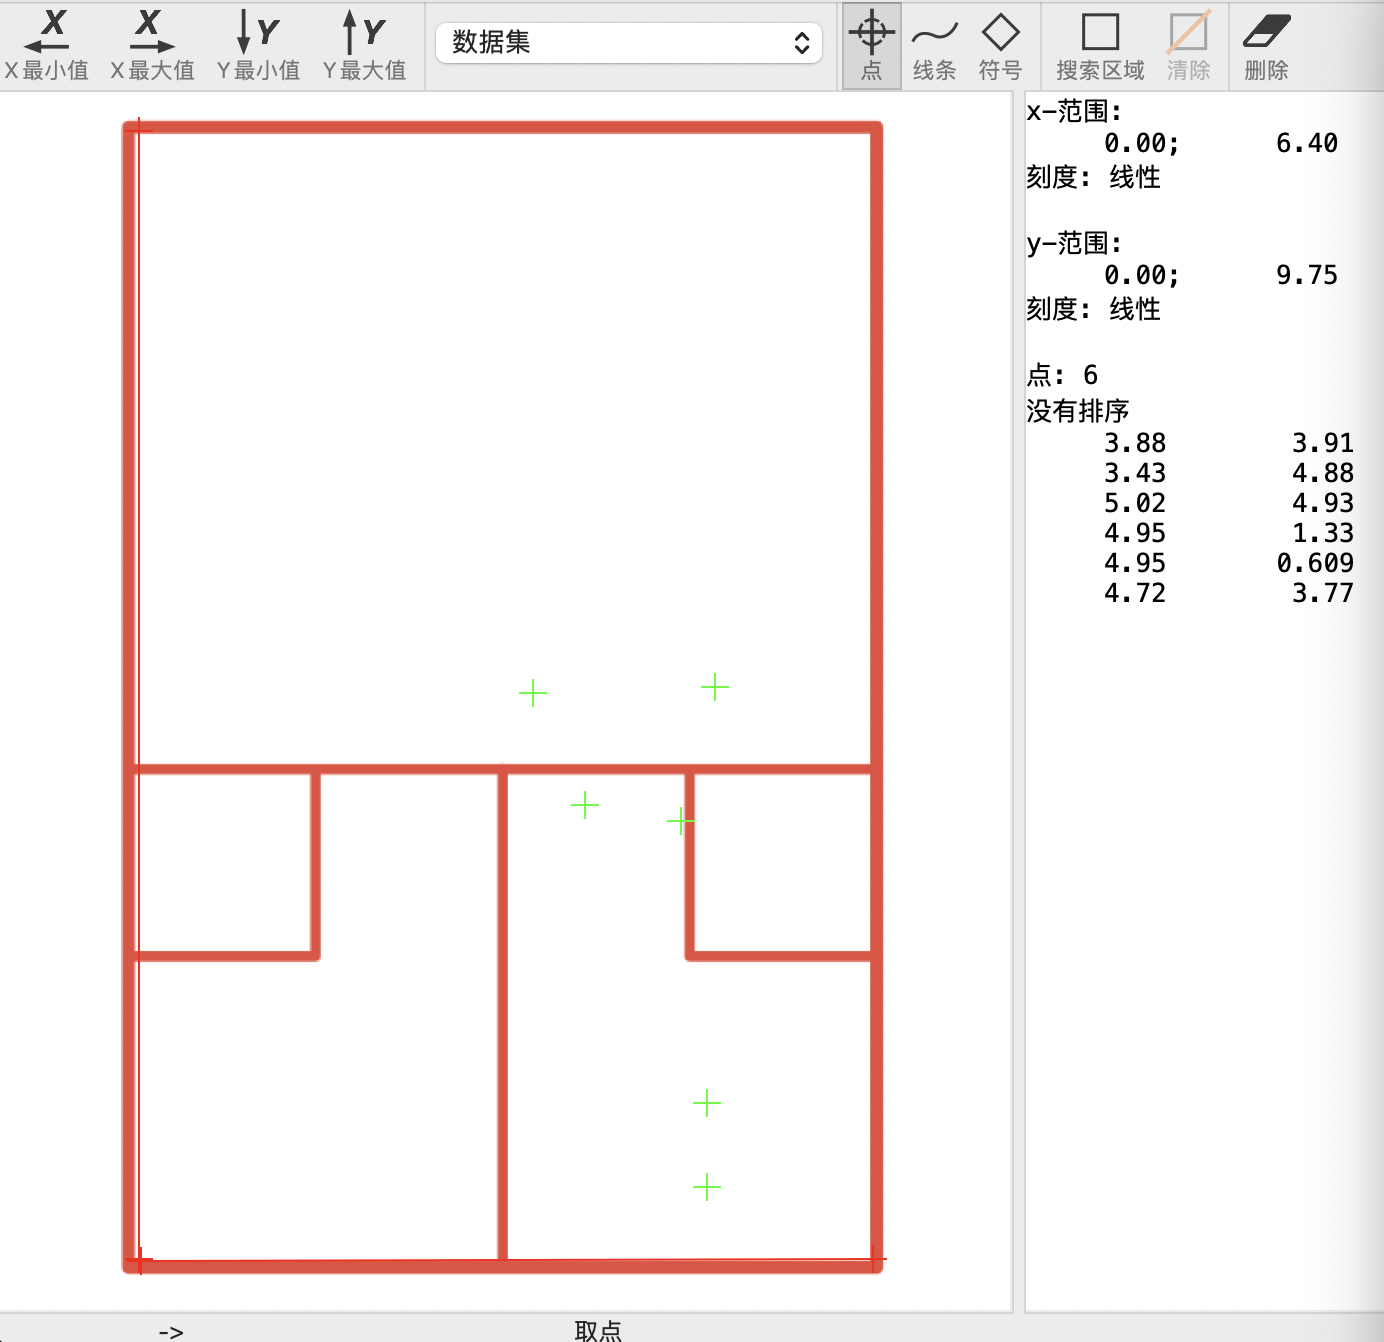 X X Y Y
X 最小值 X 最大值 Y 最小值 Y 最大值
数据集
点 线条 符号 搜索区域 清除 删除
x-范围:
0.00; 6.40
刻度: 线性
y-范围:
0.00; 9.75
刻度: 线性
点: 6
没有排序
3.88 3.91
3.43 4.88
5.02 4.93
4.95 1.33
4.95 0.609
4.72 3.77
-> 取点